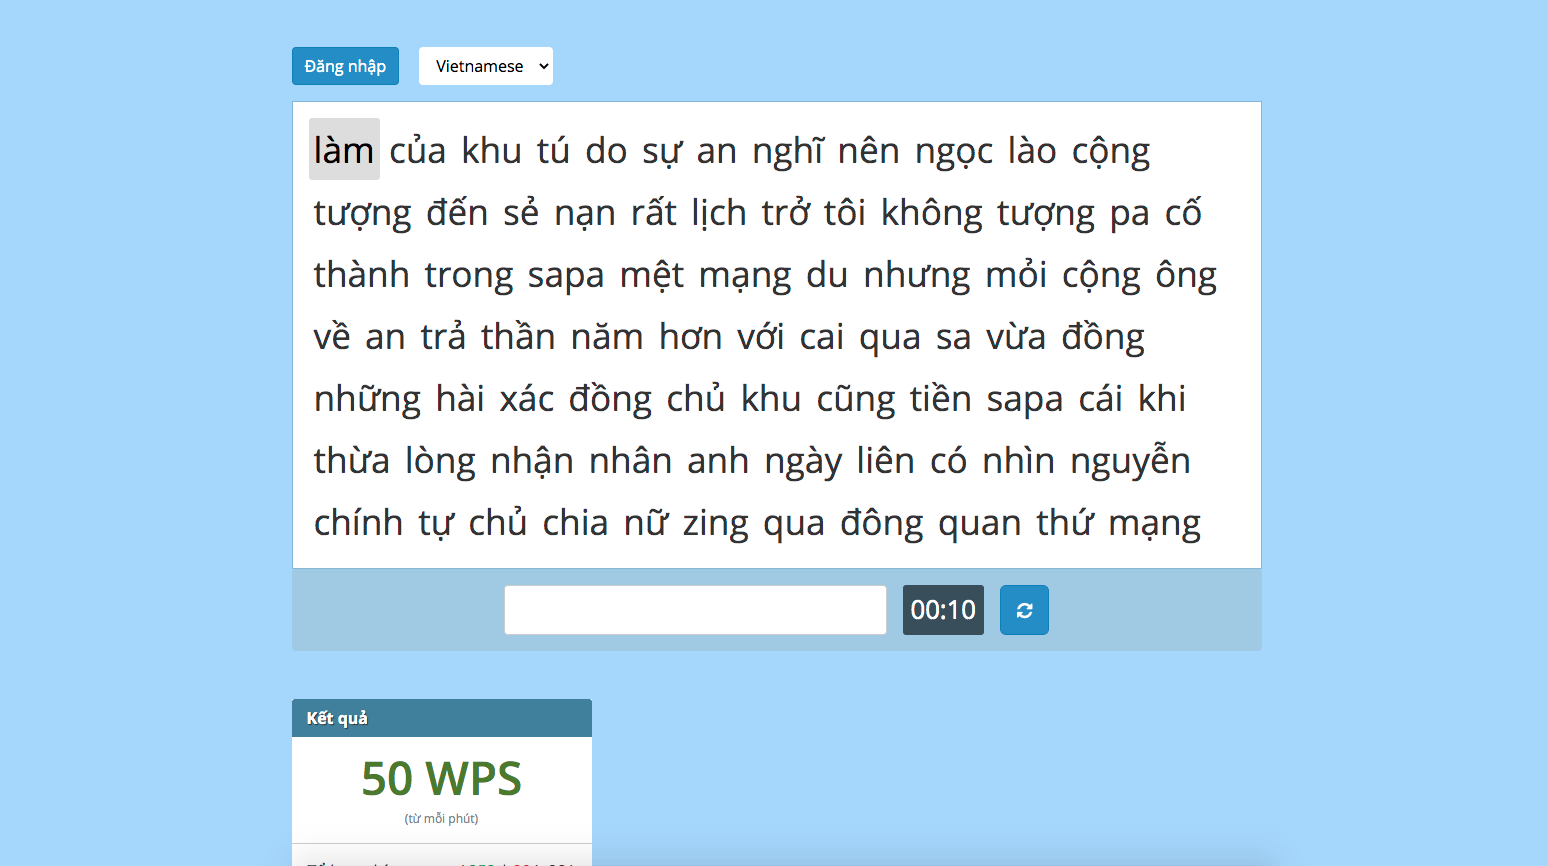 Đăng nhập
Vietnamese
làm của khu tú do sự an nghĩ nên ngọc lào cộng
tượng đến sẻ nạn rất lịch trở tôi không tượng pa cố
thành trong sapa mệt mạng du nhưng mỏi cộng ông
về an trả thần năm hơn với cai qua sa vừa đồng
những hài xác đồng chủ khu cũng tiền sapa cái khi
thừa lòng nhận nhân anh ngày liên có nhìn nguyễn
chính tự chủ chia nữ zing qua đông quan thứ mạng
00:10
Kết quả
50 WPS
(từ mỗi phút)